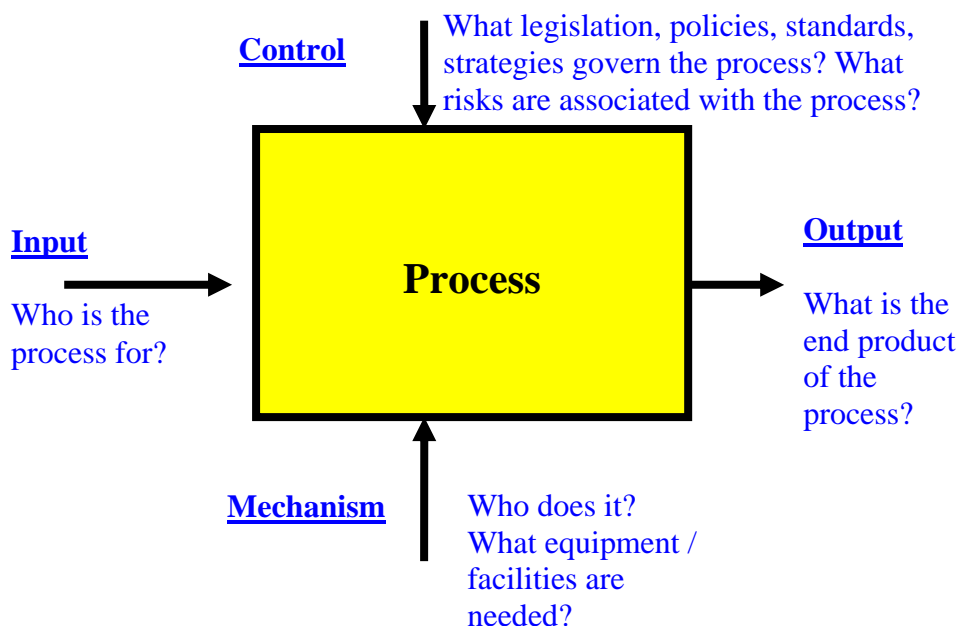 Control
What legislation, policies, standards,
strategies govern the process? What
risks are associated with the process?
Input
Who is the
process for?
Process
Output
What is the
end product
of the
process?
Mechanism
Who does it?
What equipment /
facilities are
needed?